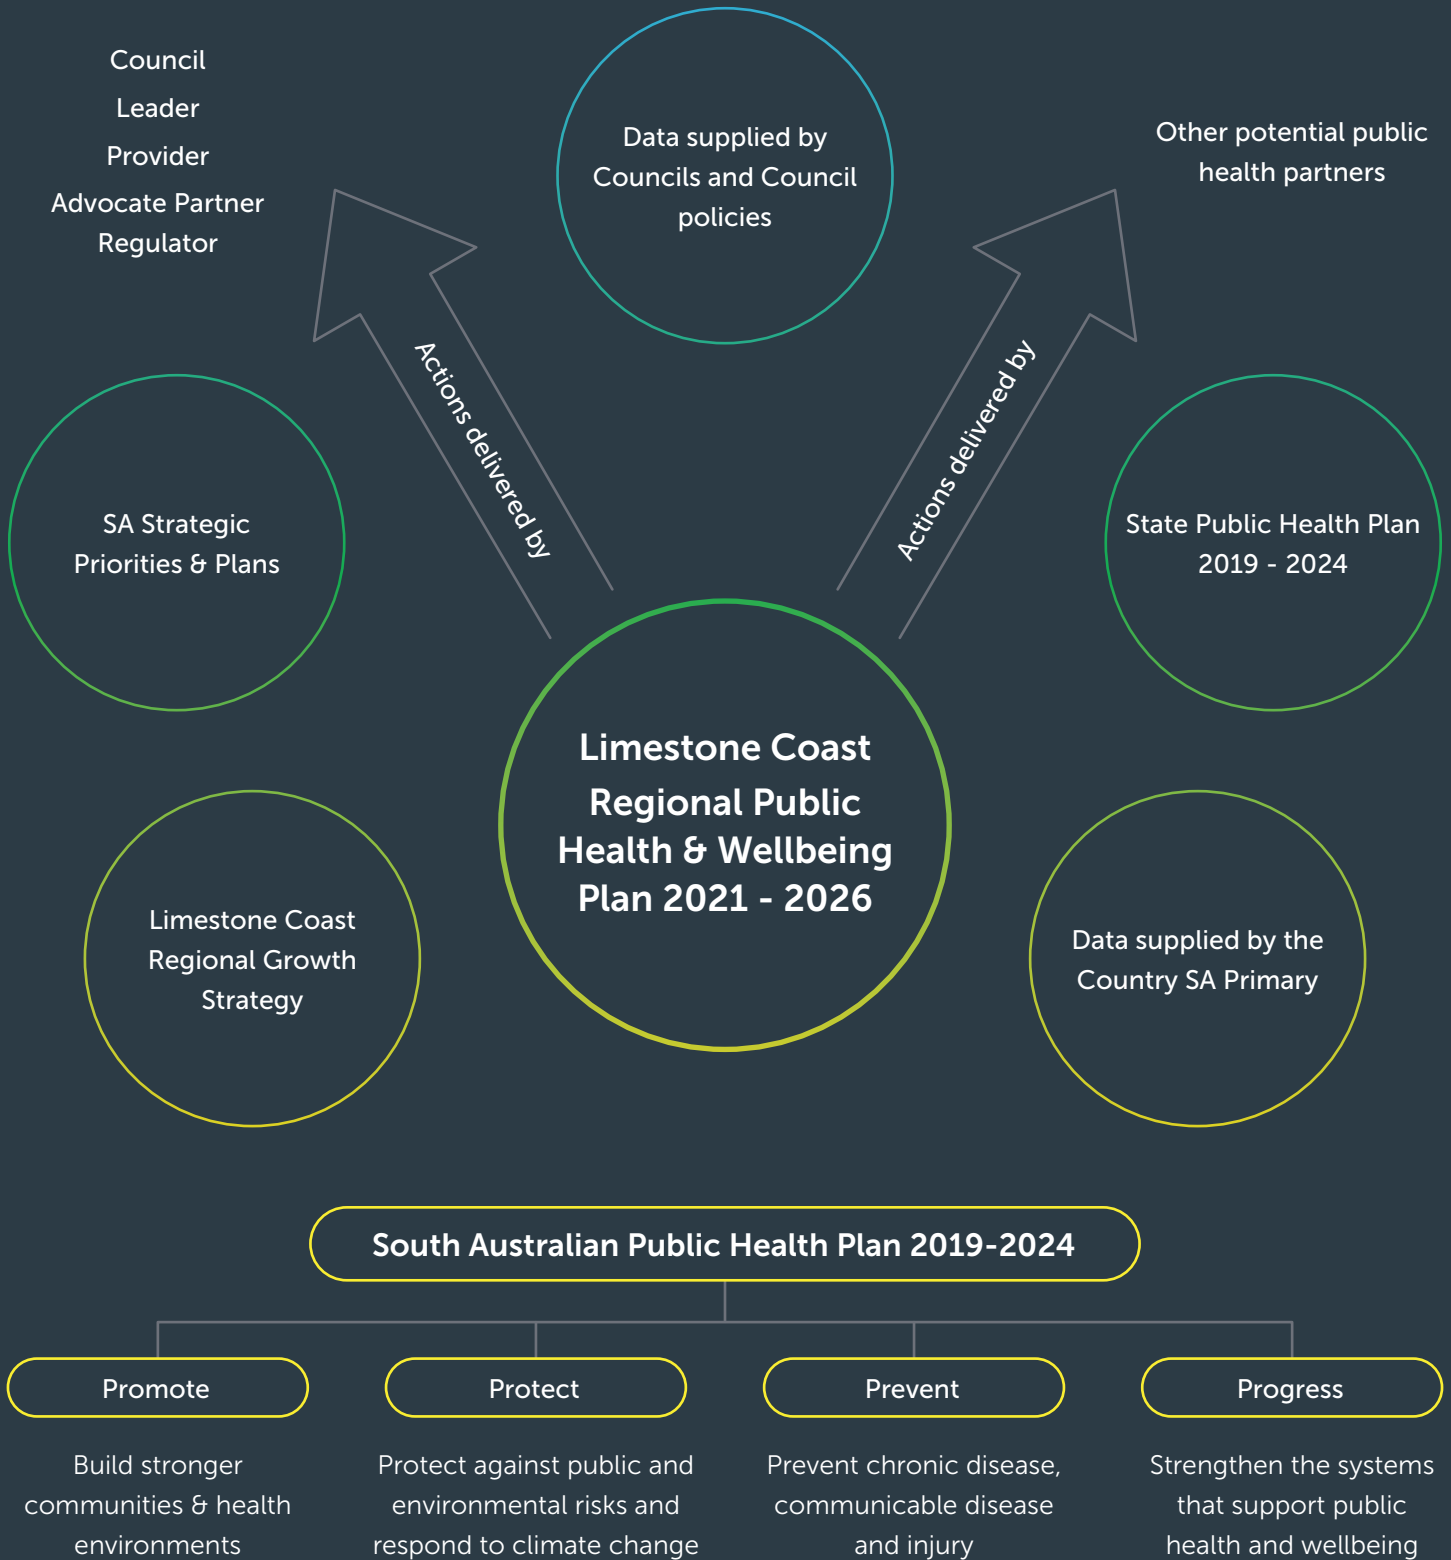 Council
Leader
Provider
Advocate Partner
Regulator
Data supplied by
Councils and Council
policies
Other potential public
health partners
Actions delivered by
Actions delivered by
SA Strategic
Priorities & Plans
State Public Health Plan
2019 - 2024
Limestone Coast
Regional Public
Health & Wellbeing
Plan 2021 - 2026
Limestone Coast
Regional Growth
Strategy
Data supplied by the
Country SA Primary
South Australian Public Health Plan 2019-2024
Promote
Build stronger
communities & health
environments
Protect
Protect against public and
environmental risks and
respond to climate change
Prevent
Prevent chronic disease,
communicable disease
and injury
Progress
Strengthen the systems
that support public
health and wellbeing